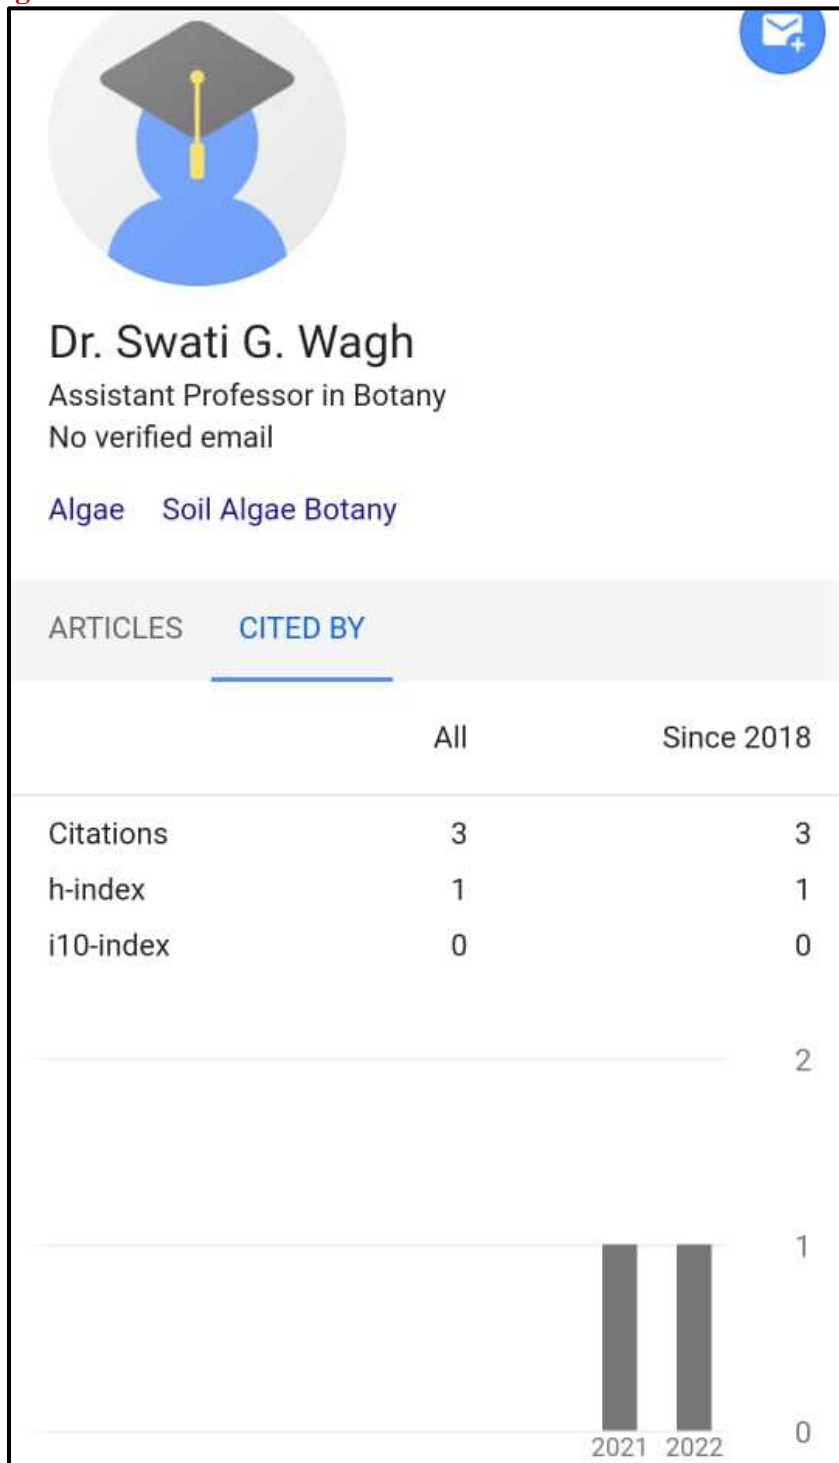 Dr. Swati G. Wagh
Assistant Professor in Botany
No verified email
Algae Soil Algae Botany
ARTICLES CITED BY
All Since 2018
Citations 3 3
h-index 1 1
i10-index 0 0
2
1
0
2021 2022